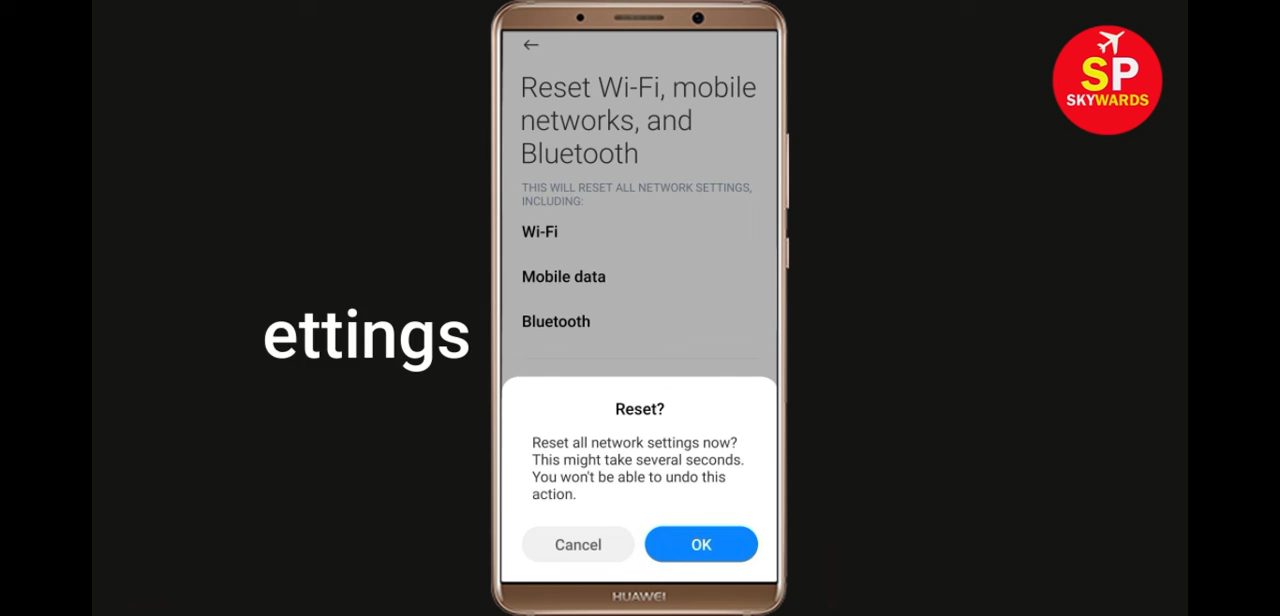 SP
SKYWARDS
Reset Wi-Fi, mobile
networks, and
Bluetooth
THIS WILL RESET ALL NETWORK SETTINGS,
INCLUDING:
Wi-Fi
Mobile data
Bluetooth
ettings
Reset?
Reset all network settings now?
This might take several seconds.
You won't be able to undo this
action.
Cancel
OK
HUAWEI